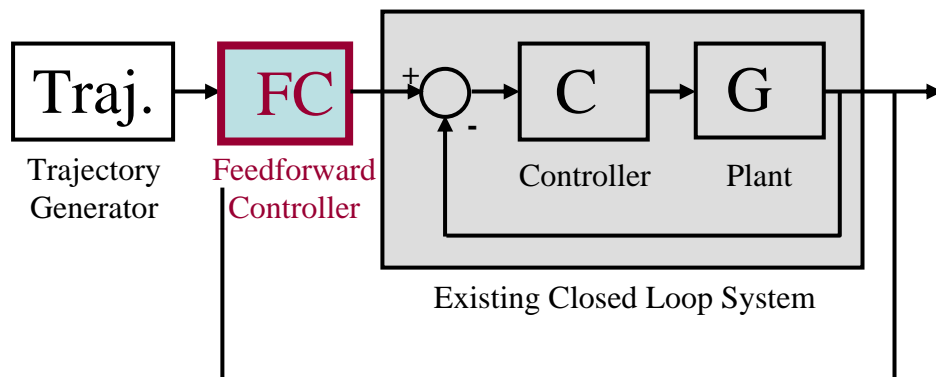 Traj.
FC
+
-
C
G
Trajectory
Generator
Feedforward
Controller
Controller
Plant
Existing Closed Loop System